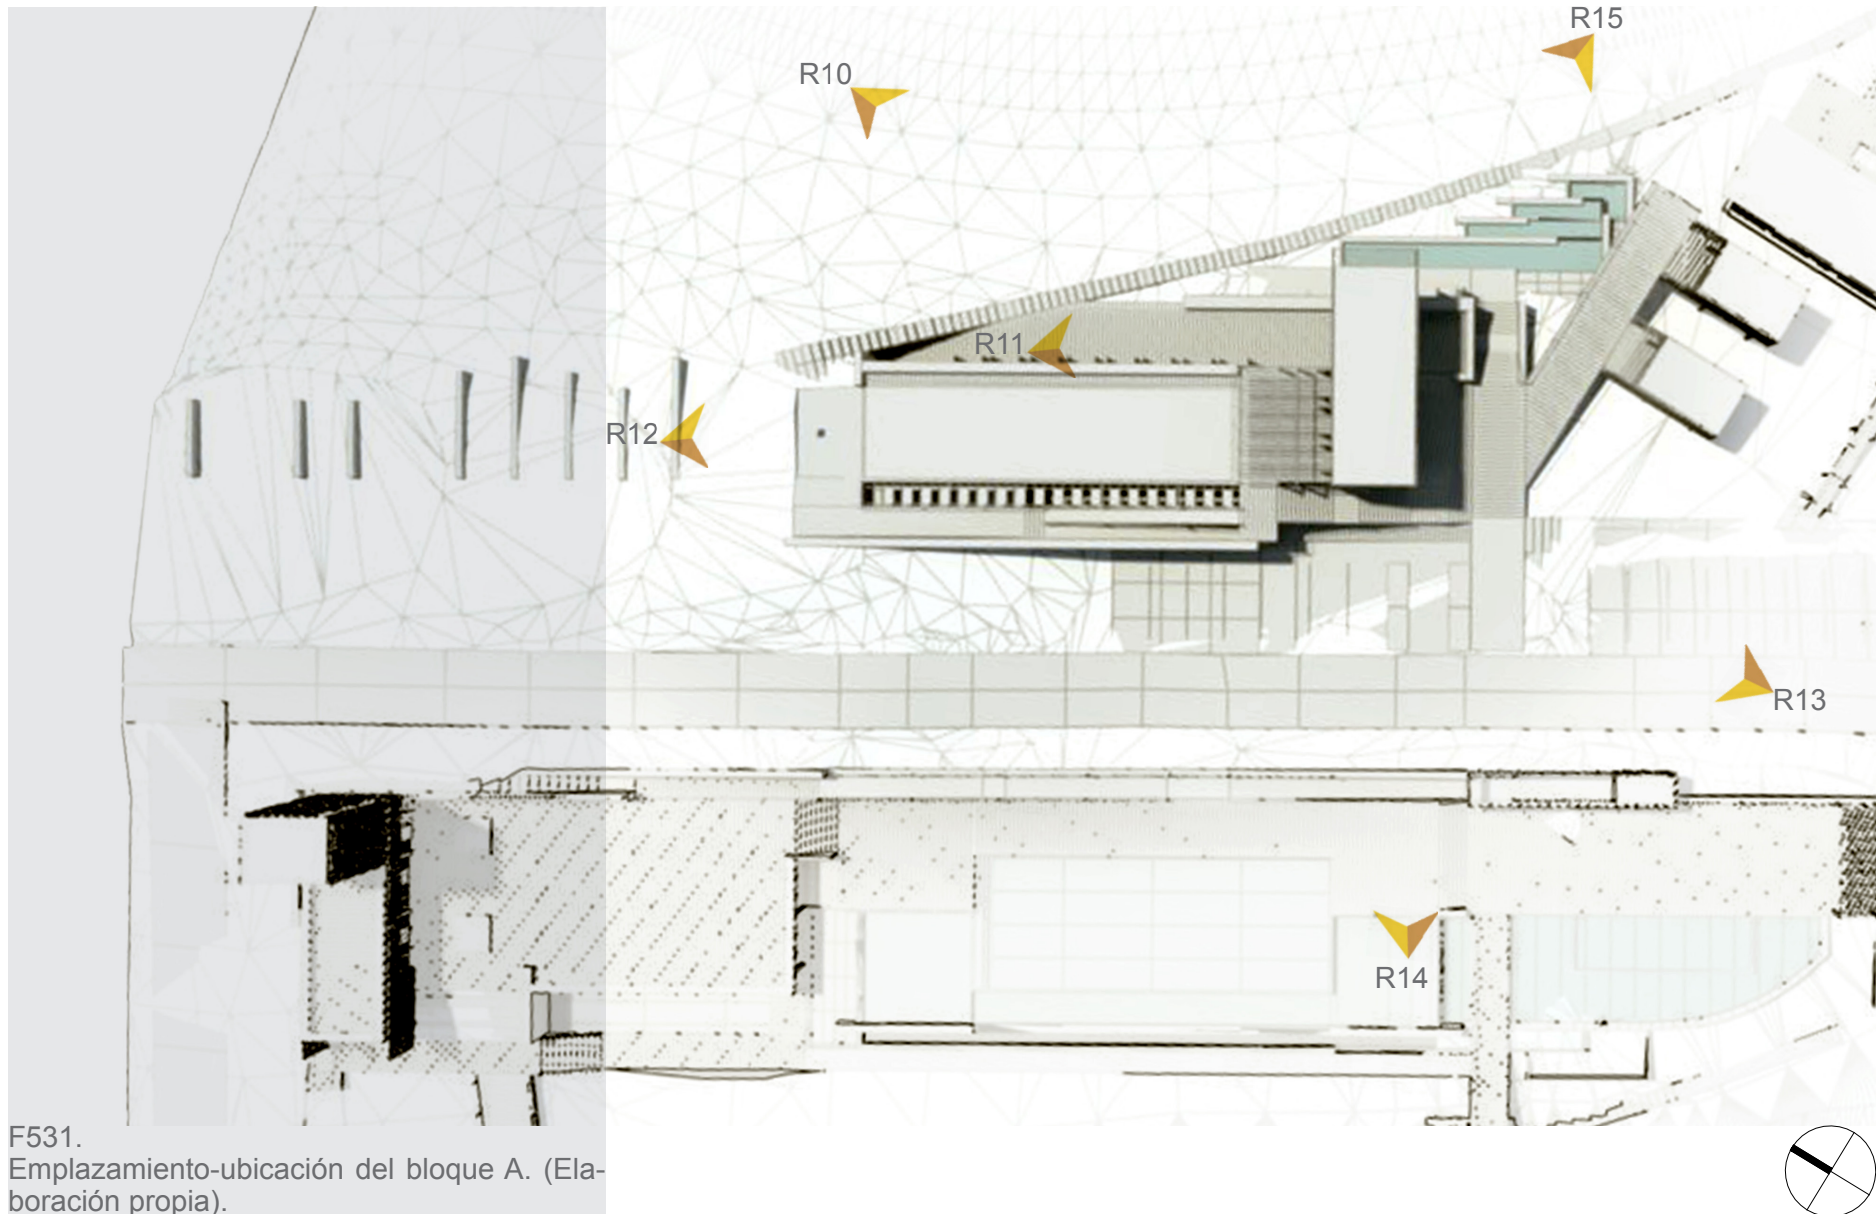 R15
R10
R11
R12
R13
R14
F531.
Emplazamiento-ubicación del bloque A. (Ela-
boración propia).